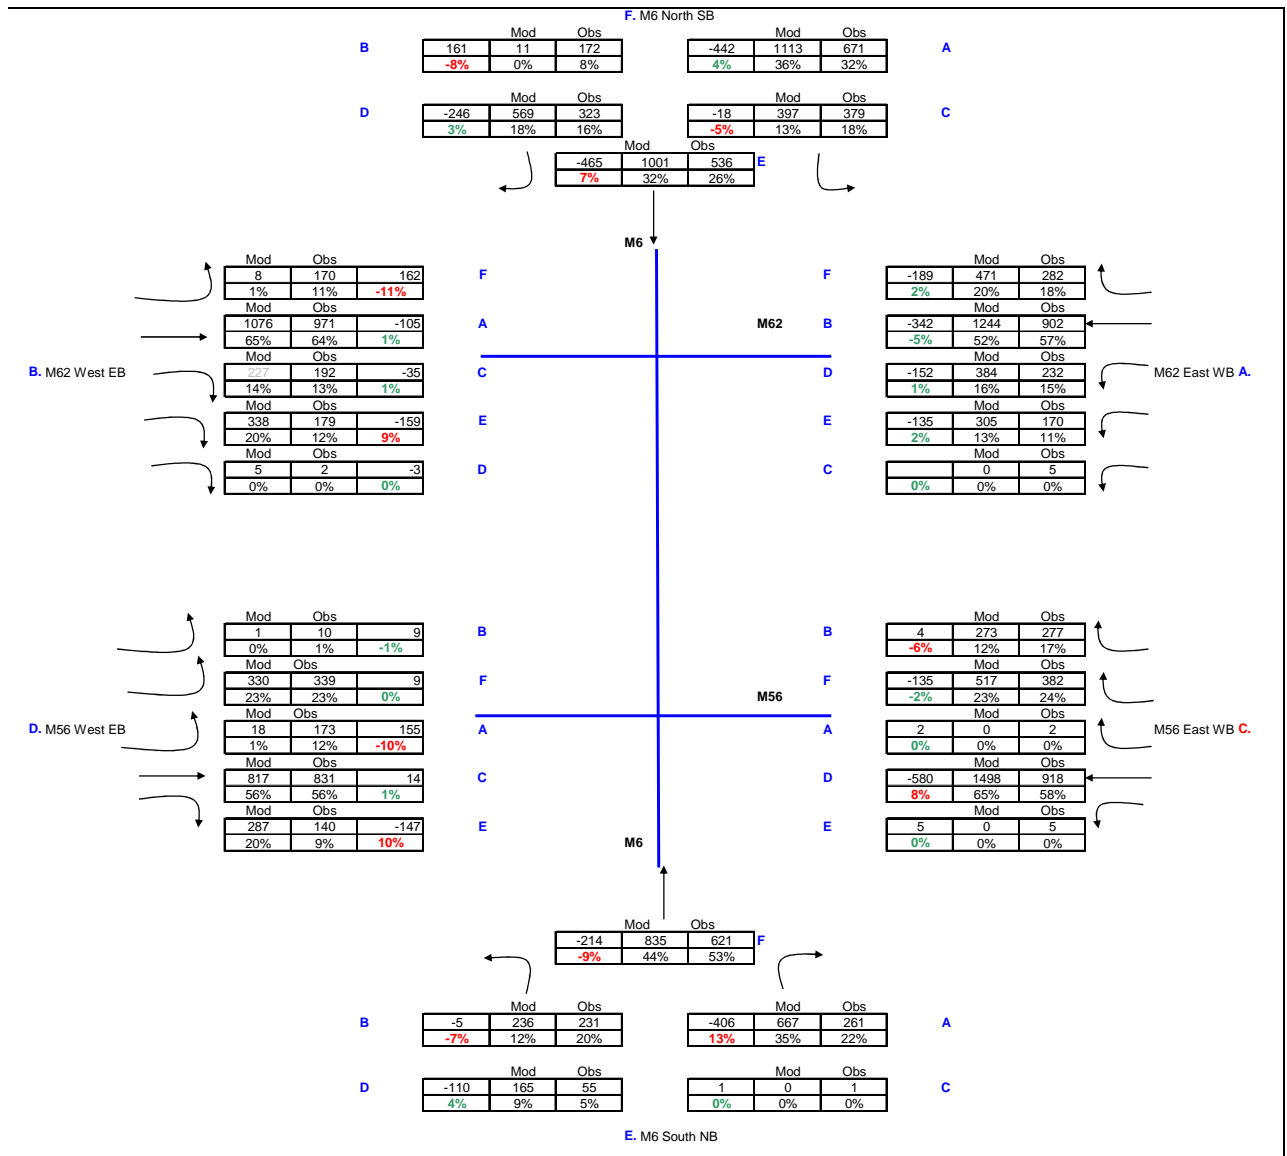 F. M6 North SB
Mod Obs Mod Obs
B 161 11 172 -442 1113 671 A
-8% 0% 8% 4% 36% 32%
Mod Obs Mod Obs
D -246 569 323 -18 397 379 C
3% 18% 16% -5% 13% 18%
Mod Obs
-465 1001 536 E
7% 32% 26%
M6
Mod Obs Mod Obs
8 170 162 F F -189 471 282
1% 11% -11% 2% 20% 18%
Mod Obs Mod Obs
1076 971 -105 A M62 B -342 1244 902
65% 64% 1% -5% 52% 57%
Mod Obs Mod Obs
B. M62 West EB 227 192 -35 C D -152 384 232 M62 East WB A.
14% 13% 1% 1% 16% 15%
Mod Obs Mod Obs
338 179 -159 E E -135 305 170
20% 12% 9% 2% 13% 11%
Mod Obs Mod Obs
5 2 -3 D C 0 5
0% 0% 0% 0% 0% 0%
Mod Obs Mod Obs
1 10 9 B B 4 273 277
0% 1% -1% -6% 12% 17%
Mod Obs Mod Obs
330 339 9 F F -135 517 382
23% 23% 0% M56 -2% 23% 24%
Mod Obs Mod Obs
D. M56 West EB 18 173 155 A A 2 0 2 M56 East WB C.
1% 12% -10% 0% 0% 0%
Mod Obs Mod Obs
817 831 14 C D -580 1498 918
56% 56% 1% 8% 65% 58%
Mod Obs Mod Obs
287 140 -147 E E 5 0 5
20% 9% 10% M6 0% 0% 0%
Mod Obs
-214 835 621 F
-9% 44% 53%
Mod Obs Mod Obs
B -5 236 231 -406 667 261 A
-7% 12% 20% 13% 35% 22%
Mod Obs Mod Obs
D -110 165 55 1 0 1 C
4% 9% 5% 0% 0% 0%
E. M6 South NB